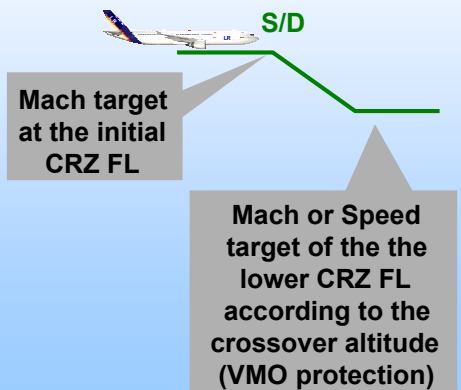 S/D
LR
Mach target
at the initial
CRZ FL
Mach or Speed
target of the the
lower CRZ FL
according to the
crossover altitude
(VMO protection)